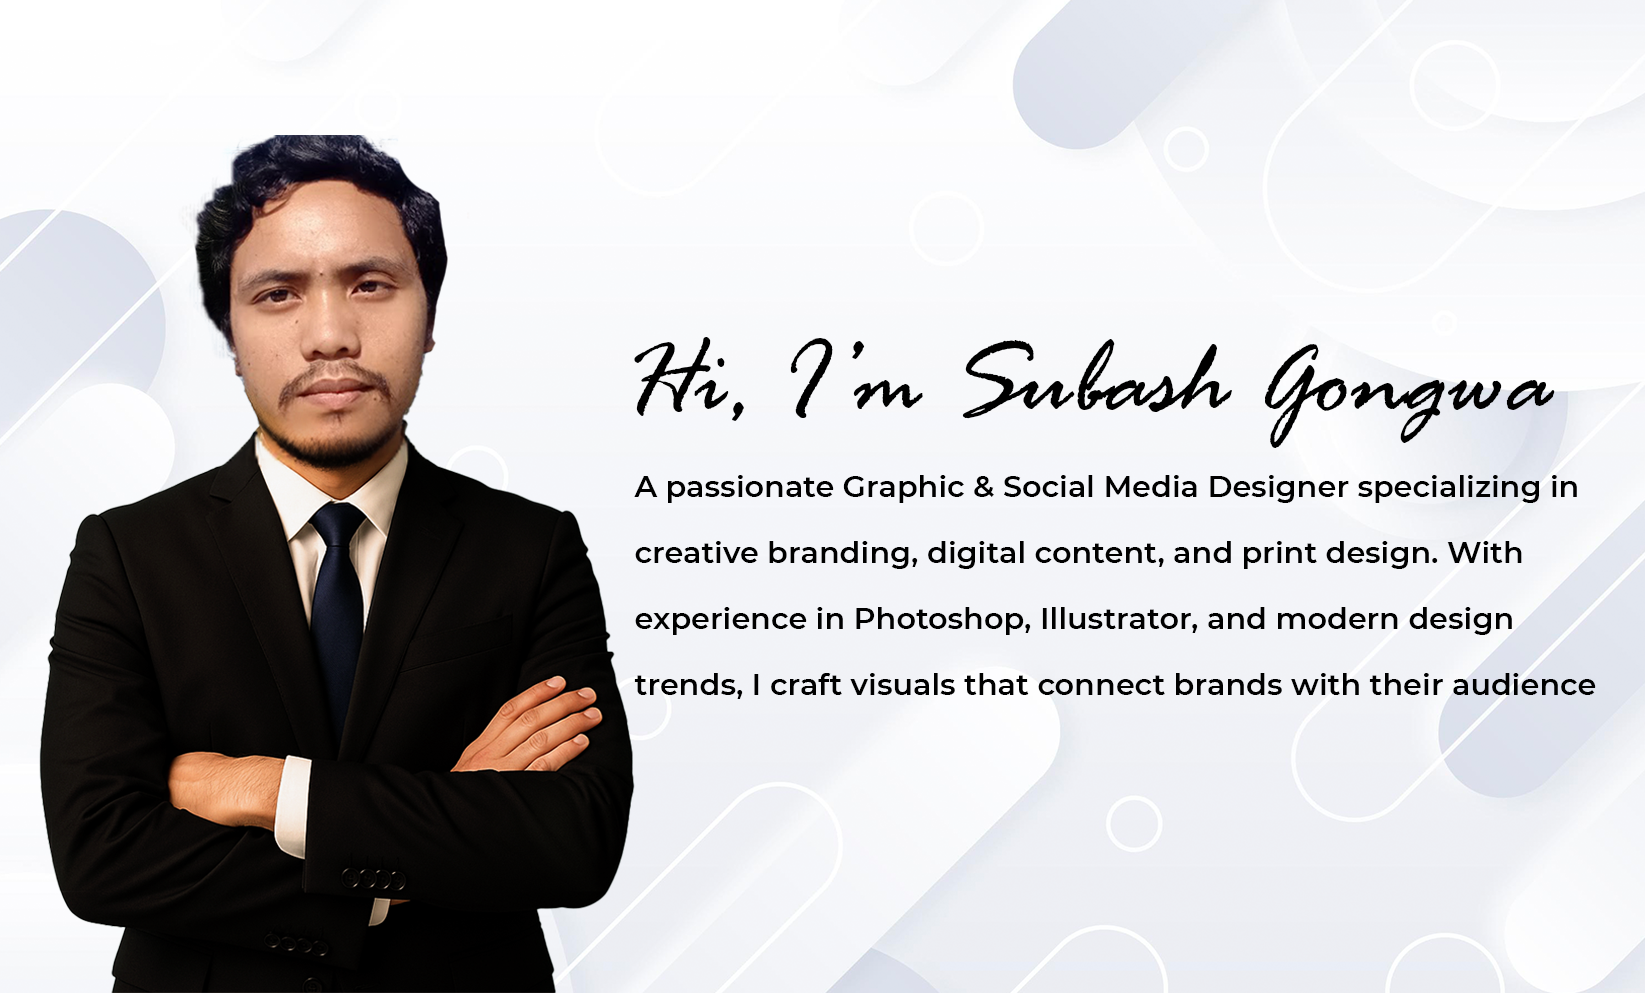 Hi, I'm Subash Gongwa
A passionate Graphic & Social Media Designer specializing in
creative branding, digital content, and print design. With
experience in Photoshop, Illustrator, and modern design
trends, I craft visuals that connect brands with their audience